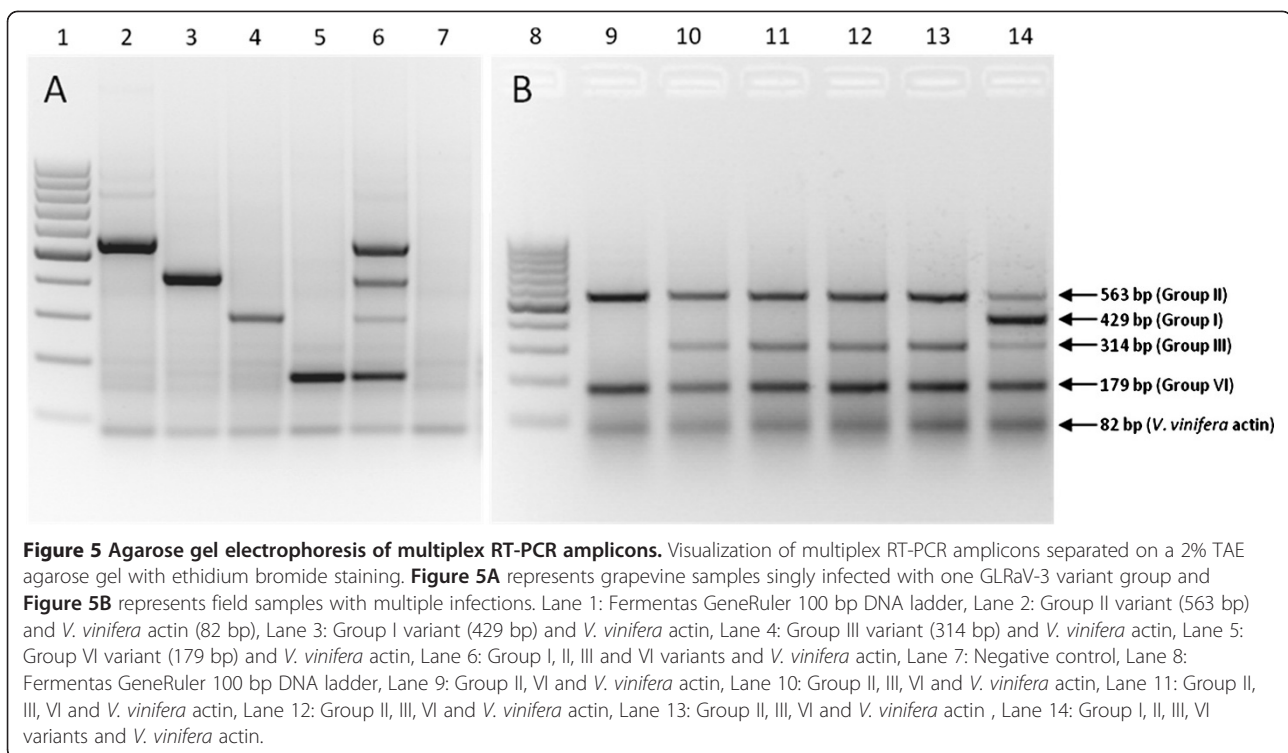 1 2 3 4 5 6 7 8 9 10 11 12 13 14
A B
563 bp (Group II)
429 bp (Group I)
314 bp (Group III)
179 bp (Group VI)
82 bp (V. vinifera actin)
Figure 5 Agarose gel electrophoresis of multiplex RT-PCR amplicons. Visualization of multiplex RT-PCR amplicons separated on a 2% TAE
agarose gel with ethidium bromide staining. Figure 5A represents grapevine samples singly infected with one GLRaV-3 variant group and
Figure 5B represents field samples with multiple infections. Lane 1: Fermentas GeneRuler 100 bp DNA ladder, Lane 2: Group II variant (563 bp)
and V. vinifera actin (82 bp), Lane 3: Group I variant (429 bp) and V. vinifera actin, Lane 4: Group III variant (314 bp) and V. vinifera actin, Lane 5:
Group VI variant (179 bp) and V. vinifera actin, Lane 6: Group I, II, III and VI variants and V. vinifera actin, Lane 7: Negative control, Lane 8:
Fermentas GeneRuler 100 bp DNA ladder, Lane 9: Group II, VI and V. vinifera actin, Lane 10: Group II, III, VI and V. vinifera actin, Lane 11: Group II,
III, VI and V. vinifera actin, Lane 12: Group II, III, VI and V. vinifera actin, Lane 13: Group II, III, VI and V. vinifera actin , Lane 14: Group I, II, III, VI
variants and V. vinifera actin.